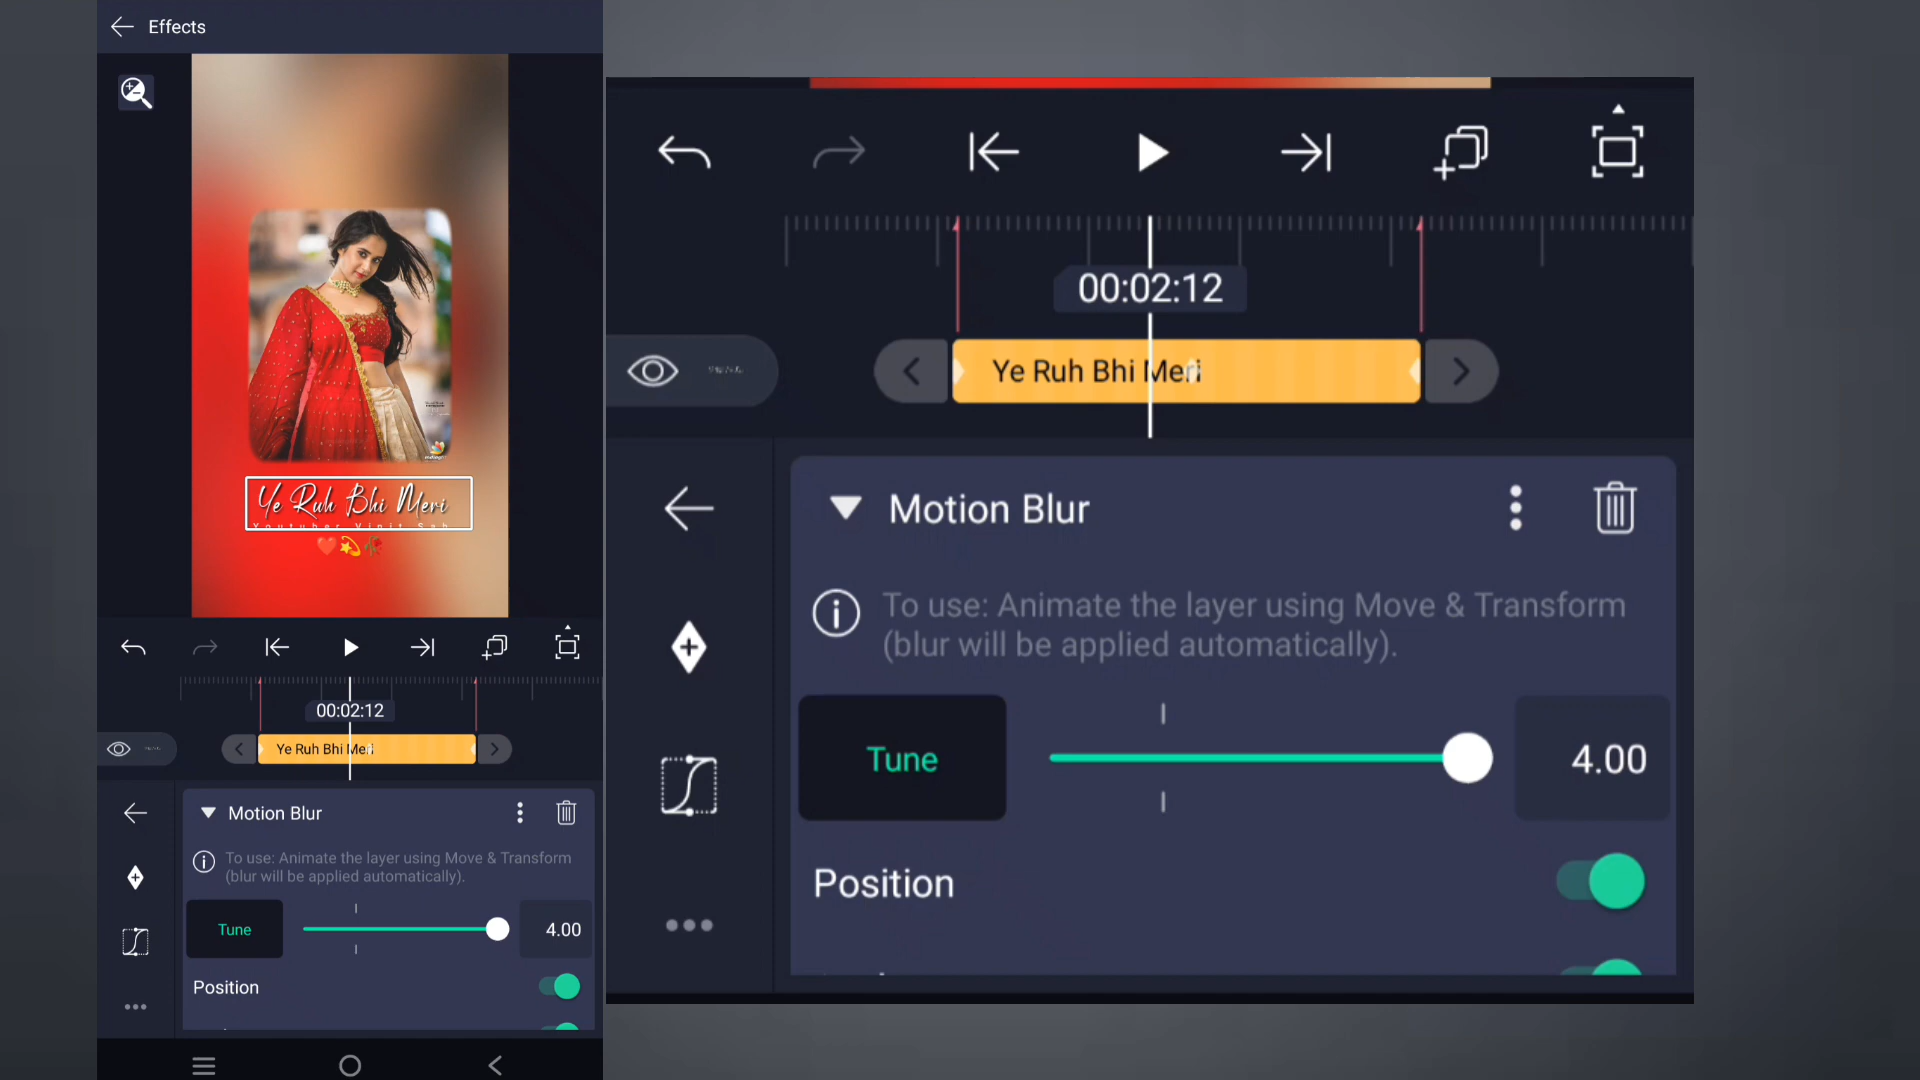 Effects
Ye Ruh Bhi Meri
Youtuber Vinit Sah
00:02:12
Ye Ruh Bhi Meri
Motion Blur
To use: Animate the layer using Move & Transform
(blur will be applied automatically).
Tune
4.00
Position
00:02:12
Ye Ruh Bhi Meri
Motion Blur
To use: Animate the layer using Move & Transform
(blur will be applied automatically).
Tune
4.00
Position